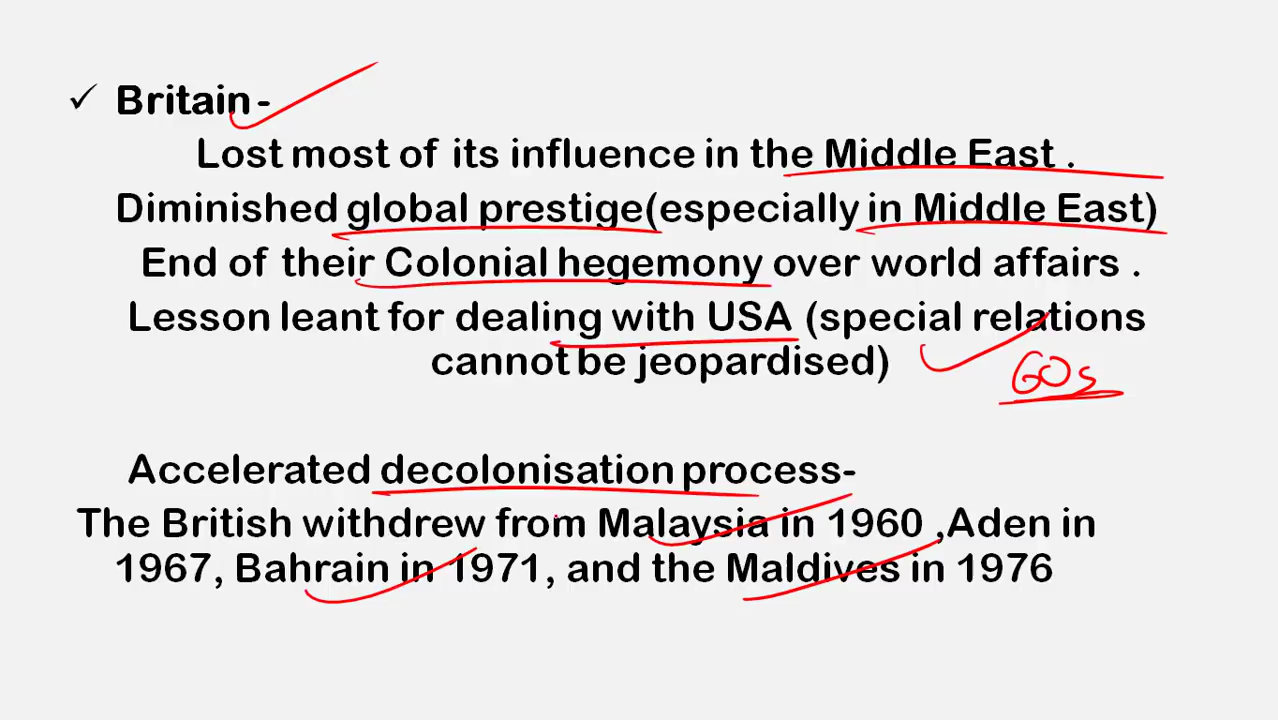 ✓ Britain -
Lost most of its influence in the Middle East .
Diminished global prestige(especially in Middle East)
End of their Colonial hegemony over world affairs .
Lesson leant for dealing with USA (special relations
cannot be jeopardised)
60s
Accelerated decolonisation process-
The British withdrew from Malaysia in 1960 ,Aden in
1967, Bahrain in 1971, and the Maldives in 1976